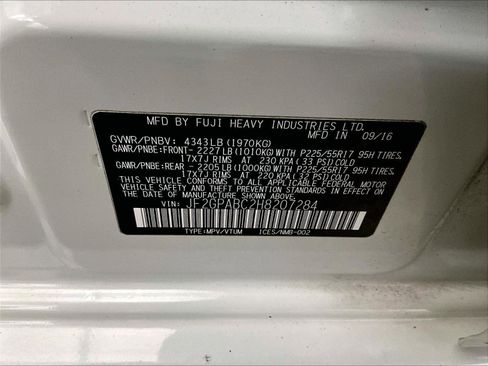 MFD BY FUJI HEAVY INDUSTRIES LTD.
MFD IN 09/16
GVWR/PNBV: 4343LB(1970KG)
GAWR/PNBE:FRONT- 2227LB(1010KG)WITH P225/55R17 95H TIRES,
17X7J RIMS AT 230 KPA(33 PSI)COLD
GAWR/PNBE:REAR - 2205LB(1000KG)WITH P225/55R17 95H TIRES,
17X7J RIMS AT 220 KPA(32 PSI)COLD
THIS VEHICLE CONFORMS TO ALL APPLICABLE FEDERAL MOTOR
VEHICLE SAFETY AND BUMPER STANDARDS IN EFFECT ON
THE DATE OF MANUFACTURE SHOWN ABOVE.
VIN: JF2GPABC2H8207284
TYPE:MPV/VTUM ICES/NMB-002